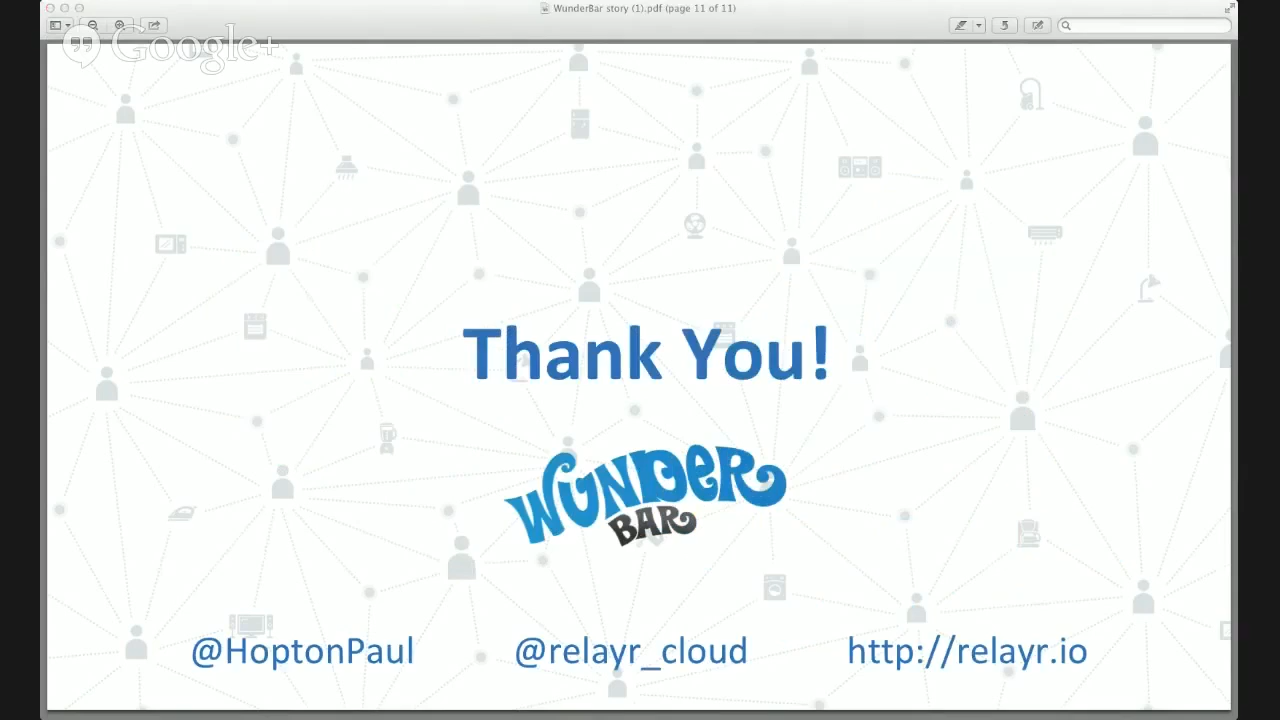 WunderBar story (1).pdf (page 11 of 11)
Google+
Thank You!
WUNDER
BAR
@HoptonPaul @relayr_cloud http://relayr.io